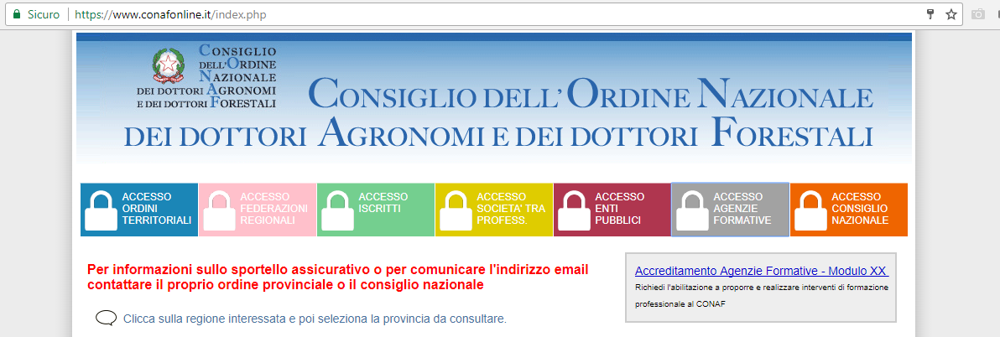 Sicuro https://www.conafonline.it/index.php
CONSIGLIO
DELL'ORDINE
NAZIONALE
DEI DOTTORI AGRONOMI
E DEI DOTTORI FORESTALI
CONSIGLIO DELL'ORDINE NAZIONALE
DEI DOTTORI AGRONOMI E DEI DOTTORI FORESTALI
ACCESSO
ORDINI
TERRITORIALI
ACCESSO
FEDERAZIONI
REGIONALI
ACCESSO
ISCRITTI
ACCESSO
SOCIETA' TRA
PROFESS.
ACCESSO
ENTI
PUBBLICI
ACCESSO
AGENZIE
FORMATIVE
ACCESSO
CONSIGLIO
NAZIONALE
Per informazioni sullo sportello assicurativo o per comunicare l'indirizzo email
contattare il proprio ordine provinciale o il consiglio nazionale
Clicca sulla regione interessata e poi seleziona la provincia da consultare.
Accreditamento Agenzie Formative - Modulo XX
Richiedi l'abilitazione a proporre e realizzare interventi di formazione
professionale al CONAF